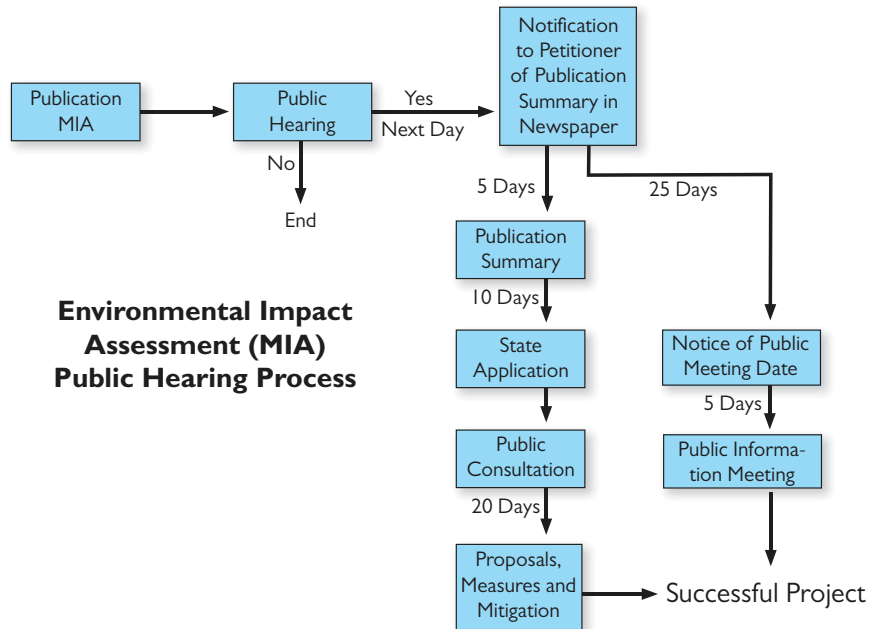 Publication
MIA
Public
Hearing
Yes
Next Day
No
End
Notification
to Petitioner
of Publication
Summary in
Newspaper
5 Days
25 Days
Publication
Summary
10 Days
State
Application
Public
Consultation
20 Days
Proposals,
Measures and
Mitigation
Notice of Public
Meeting Date
5 Days
Public Informa-
tion Meeting
Successful Project
Environmental Impact
Assessment (MIA)
Public Hearing Process